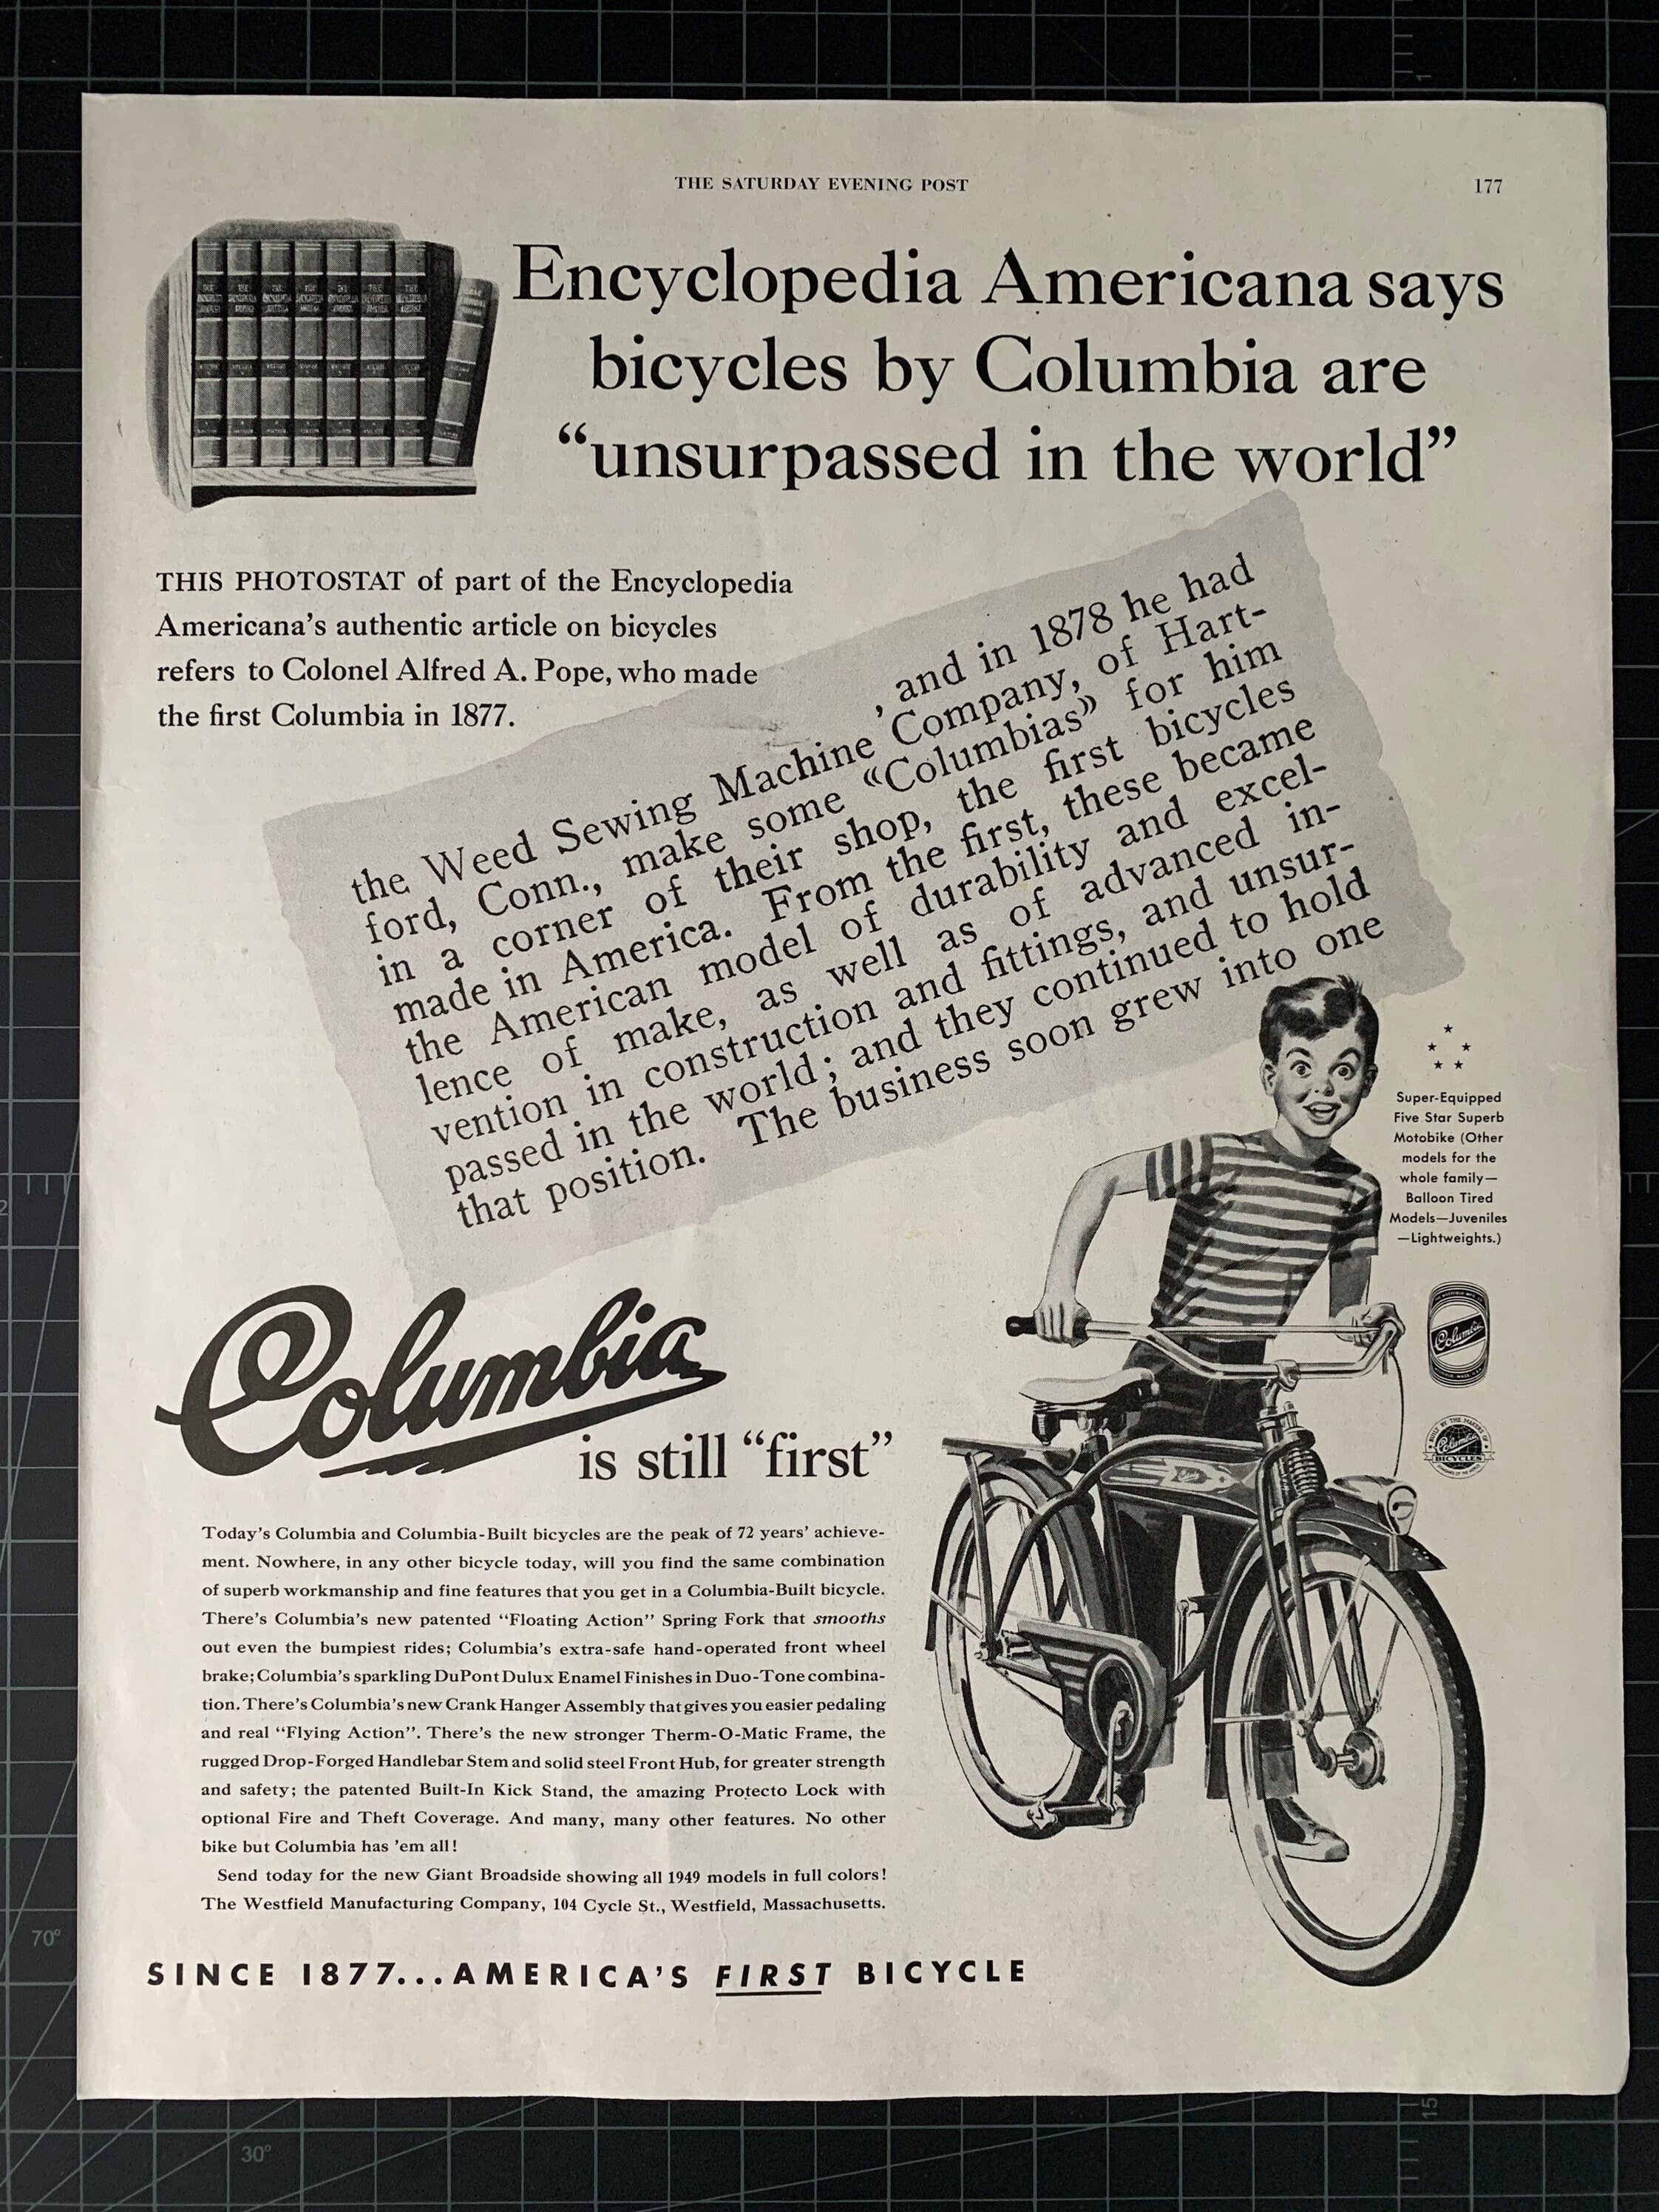 THE SATURDAY EVENING POST
177
Encyclopedia Americana says
bicycles by Columbia are
“unsurpassed in the world”
THIS PHOTOSTAT of part of the Encyclopedia
Americana’s authentic article on bicycles
refers to Colonel Alfred A. Pope, who made
the first Columbia in 1877.
, and in 1878 he had
the Weed Sewing Machine Company, of Hart-
ford, Conn., make some “Columbias” for him
in a corner of their shop, the first bicycles
made in America. From the first, these became
the American model of durability and excel-
lence of make, as well as of advanced in-
vention in construction and fittings, and unsur-
passed in the world; and they continued to hold
that position. The business soon grew into one
Super-Equipped
Five Star Superb
Motobike (Other
models for the
whole family—
Balloon Tired
Models—Juveniles
—Lightweights.)
Columbia
Columbia
BICYCLES
Columbia
is still “first”
Today’s Columbia and Columbia-Built bicycles are the peak of 72 years’ achieve-
ment. Nowhere, in any other bicycle today, will you find the same combination
of superb workmanship and fine features that you get in a Columbia-Built bicycle.
There’s Columbia’s new patented “Floating Action” Spring Fork that smooths
out even the bumpiest rides; Columbia’s extra-safe hand-operated front wheel
brake; Columbia’s sparkling DuPont Dulux Enamel Finishes in Duo-Tone combina-
tion. There’s Columbia’s new Crank Hanger Assembly that gives you easier pedaling
and real “Flying Action”. There’s the new stronger Therm-O-Matic Frame, the
rugged Drop-Forged Handlebar Stem and solid steel Front Hub, for greater strength
and safety; the patented Built-In Kick Stand, the amazing Protecto Lock with
optional Fire and Theft Coverage. And many, many other features. No other
bike but Columbia has ’em all!
Send today for the new Giant Broadside showing all 1949 models in full colors!
The Westfield Manufacturing Company, 104 Cycle St., Westfield, Massachusetts.
SINCE 1877...AMERICA’S FIRST BICYCLE
70°
30°
15
1
2